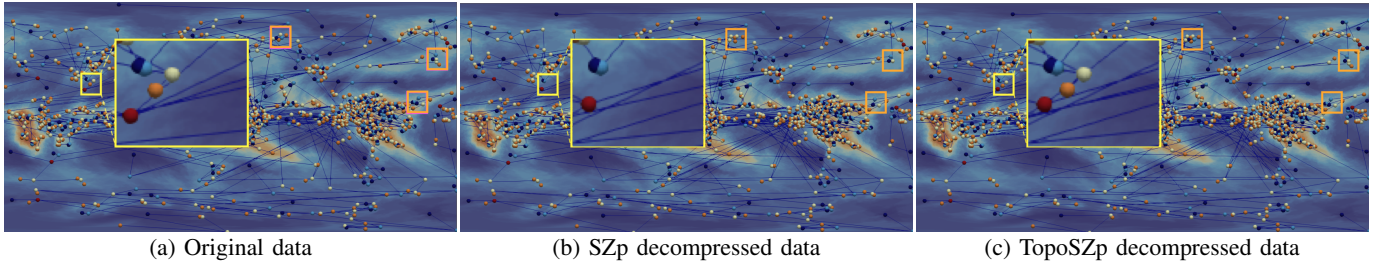 (a) Original data
(b) SZp decompressed data
(c) TopoSZp decompressed data